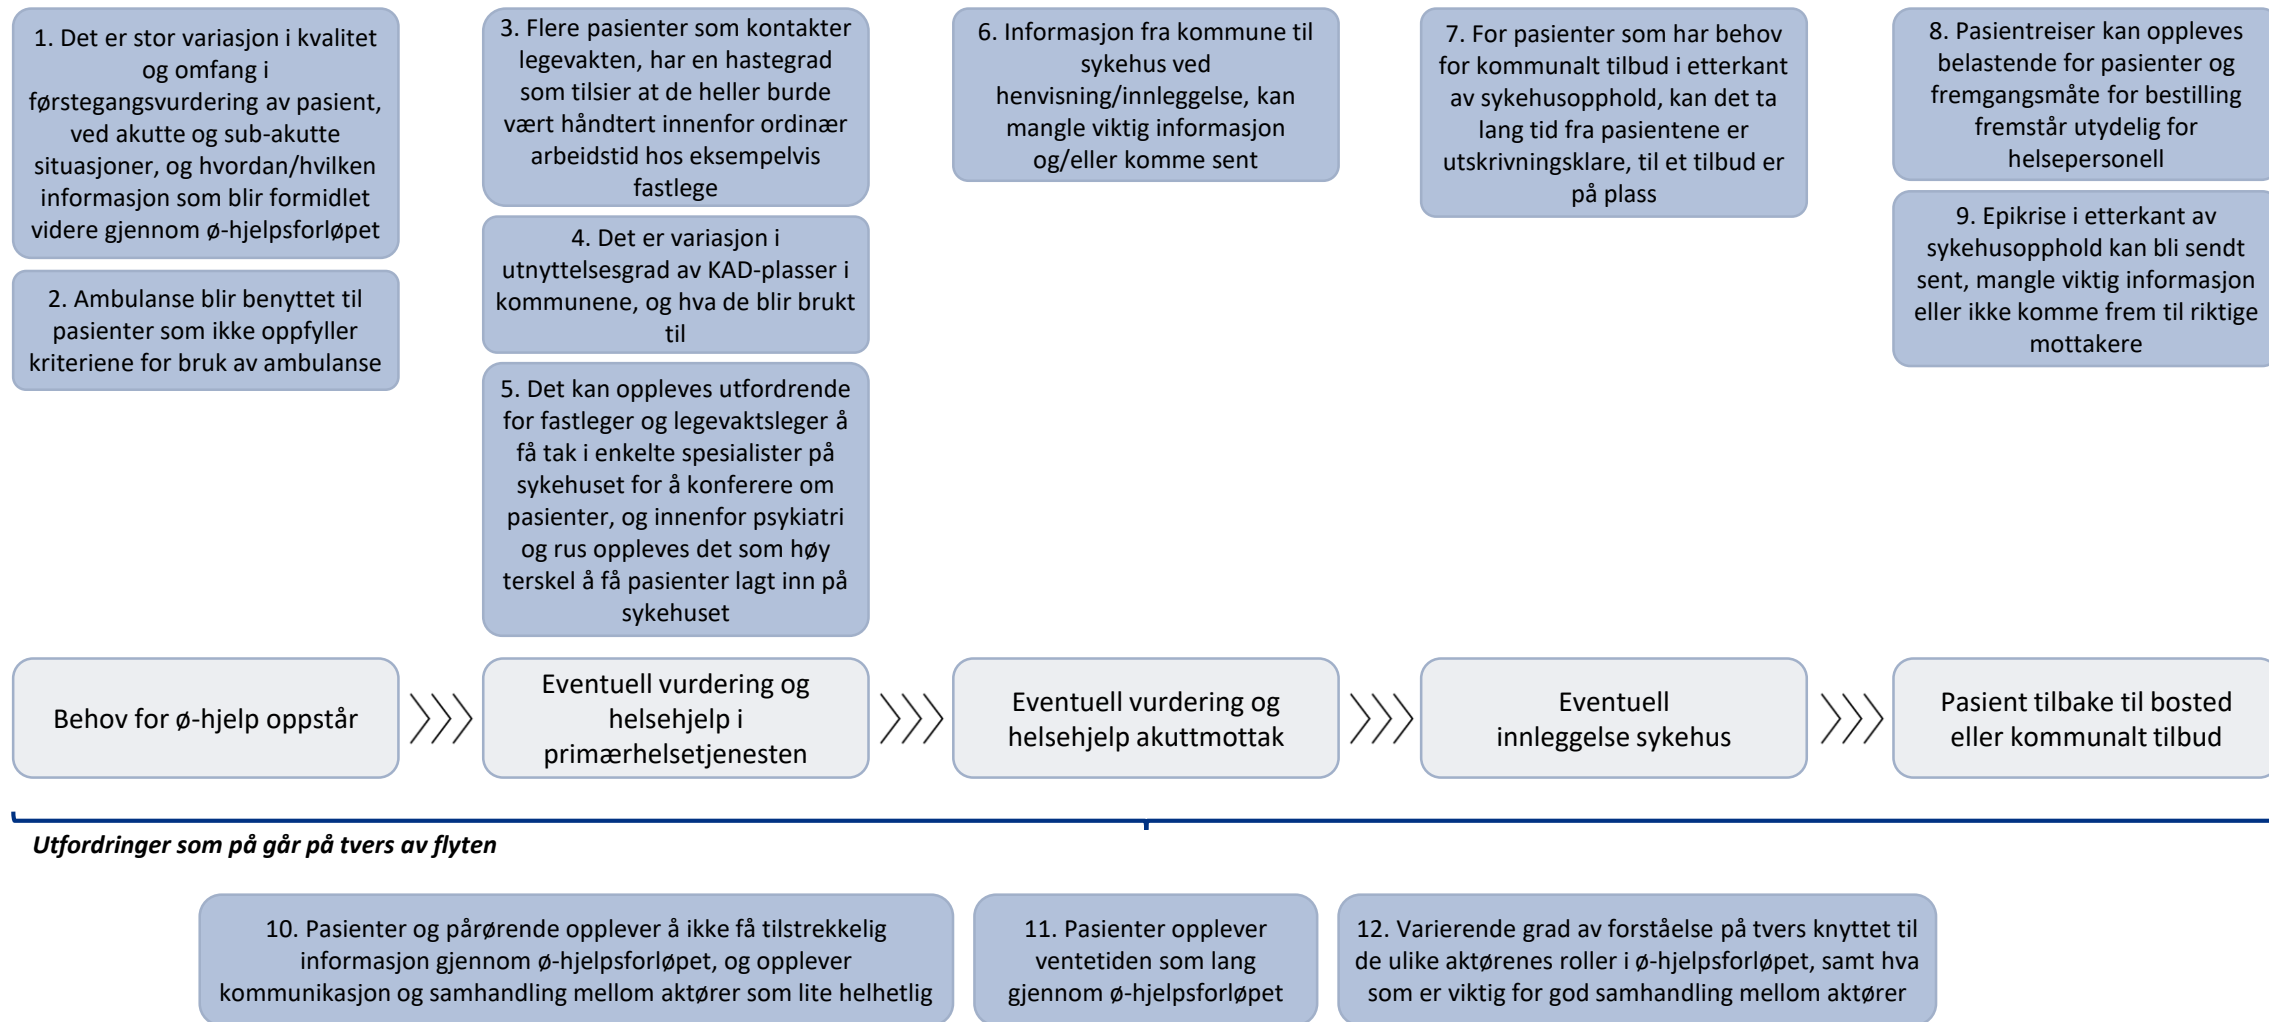 1. Det er stor variasjon i kvalitet
og omfang i
førstegangsvurdering av pasient,
ved akutte og sub-akutte
situasjoner, og hvordan/hvilken
informasjon som blir formidlet
videre gjennom ø-hjelpsforløpet
2. Ambulanse blir benyttet til
pasienter som ikke oppfyller
kriteriene for bruk av ambulanse
3. Flere pasienter som kontakter
legevakten, har en hastegrad
som tilsier at de heller burde
vært håndtert innenfor ordinær
arbeidstid hos eksempelvis
fastlege
4. Det er variasjon i
utnyttelsesgrad av KAD-plasser i
kommunene, og hva de blir brukt
til
5. Det kan oppleves utfordrende
for fastleger og legevaktsleger å
få tak i enkelte spesialister på
sykehuset for å konferere om
pasienter, og innenfor psykiatri
og rus oppleves det som høy
terskel å få pasienter lagt inn på
sykehuset
6. Informasjon fra kommune til
sykehus ved
henvisning/innleggelse, kan
mangle viktig informasjon
og/eller komme sent
7. For pasienter som har behov
for kommunalt tilbud i etterkant
av sykehusopphold, kan det ta
lang tid fra pasientene er
utskrivningsklare, til et tilbud er
på plass
8. Pasientreiser kan oppleves
belastende for pasienter og
fremgangsmåte for bestilling
fremstår utydelig for
helsepersonell
9. Epikrise i etterkant av
sykehusopphold kan bli sendt
sent, mangle viktig informasjon
eller ikke komme frem til riktige
mottakere
Behov for ø-hjelp oppstår
Eventuell vurdering og
helsehjelp i
primærhelsetjenesten
Eventuell vurdering og
helsehjelp akuttmottak
Eventuell
innleggelse sykehus
Pasient tilbake til bosted
eller kommunalt tilbud
Utfordringer som på går på tvers av flyten
10. Pasienter og pårørende opplever å ikke få tilstrekkelig
informasjon gjennom ø-hjelpsforløpet, og opplever
kommunikasjon og samhandling mellom aktører som lite helhetlig
11. Pasienter opplever
ventetiden som lang
gjennom ø-hjelpsforløpet
12. Varierende grad av forståelse på tvers knyttet til
de ulike aktørenes roller i ø-hjelpsforløpet, samt hva
som er viktig for god samhandling mellom aktører